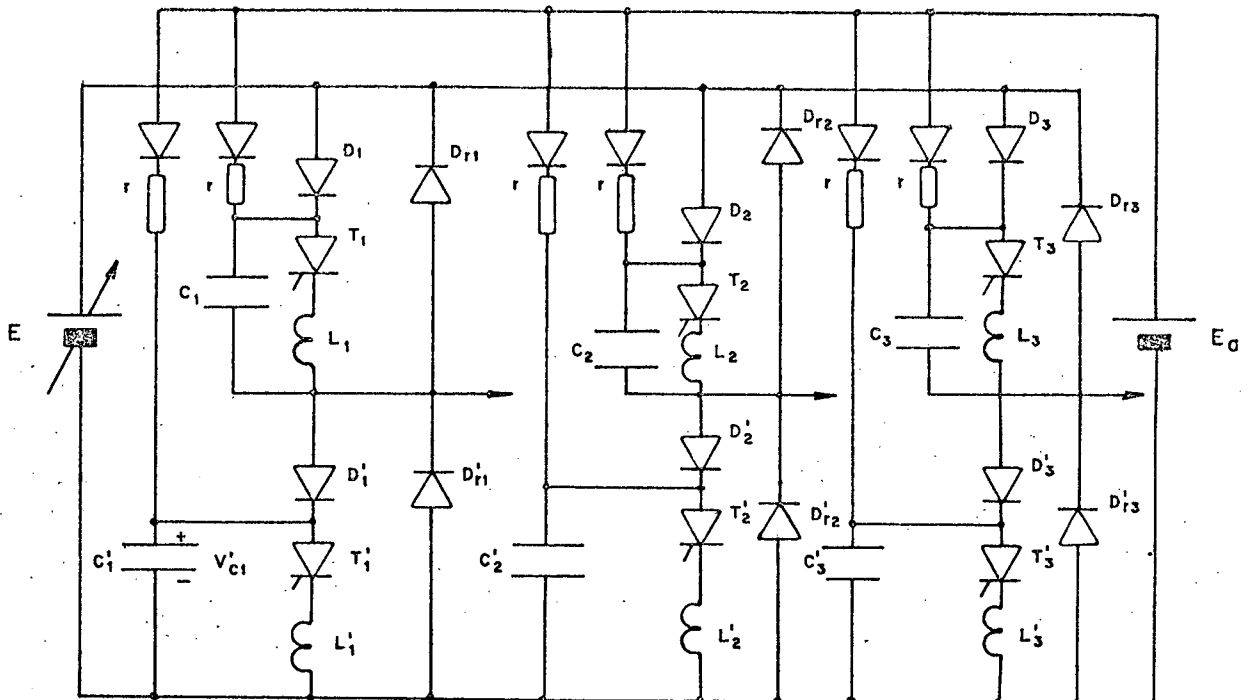 D1 Dr1 Dr2 D3
r r r r r r
D2 Dr3
T1 T3
C1 T2
E L1 C2 L2 C3 L3 Ea
D'1 D'r1 D'2 D'3
+ T'2 D'r2 D'r3
C'1 V'c1 T'1 C'2 C'3 T'3
−
L'1 L'2 L'3